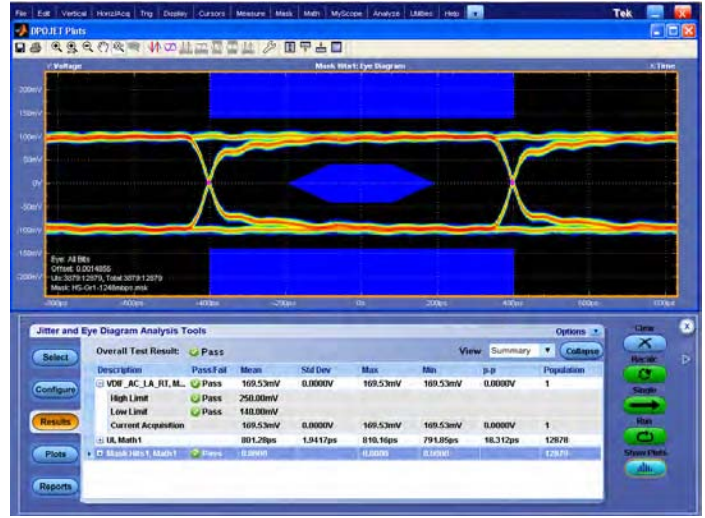 File Edit Vertical Horiz/Acq Trig Display Cursors Measure Mask Math MyScope Analyze Utilities Help Tek
DPOJET Plots
Y:Voltage Mask Hits1: Eye Diagram X:Time
200mV
150mV
100mV
50mV
0V
-50mV
-100mV
-150mV
-200mV
Eye: All Bits
Offset: 0.0014855
UIs:3879:12879, Total:3879:12879
Mask: HS-Gr1-1248mbps.msk
-800ps -600ps -400ps -200ps 0s 200ps 400ps 600ps 800ps
Jitter and Eye Diagram Analysis Tools Options Clear
Select Overall Test Result: Pass View Summary Collapse Recalc
Description Pass/Fail Mean Std Dev Max Min p-p Population
VDIF_AC_LA_RT, M... Pass 169.53mV 0.0000V 169.53mV 169.53mV 0.0000V 1
Configure High Limit Pass 250.00mV Single
Low Limit Pass 140.00mV
Results Current Acquisition 169.53mV 0.0000V 169.53mV 169.53mV 0.0000V 1 Run
UI, Math1 801.28ps 1.9417ps 810.16ps 791.85ps 18.312ps 12878
Plots Mask Hits1, Math1 Pass 0.0000 0.0000 0.0000 12879 Show Plots
Reports